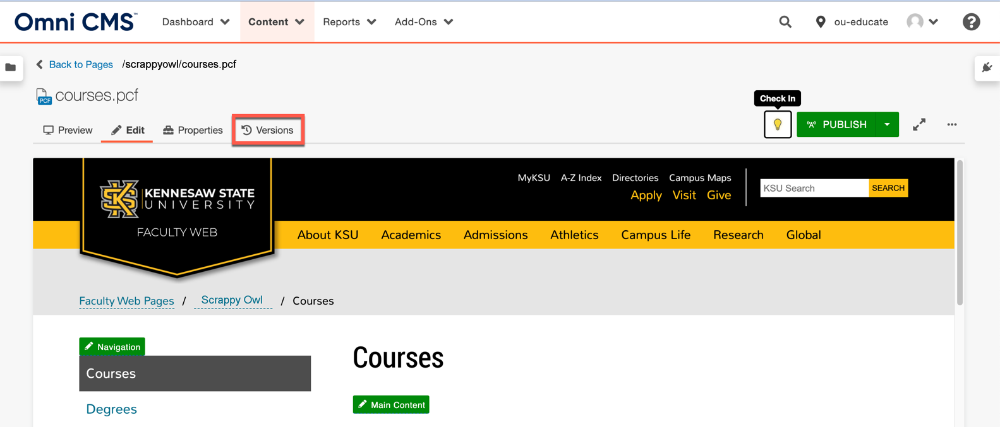 Omni CMS™
Dashboard Content Reports Add-Ons ou-educate ?
Back to Pages /scrappyowl/courses.pcf
PCF courses.pcf
Check In
Preview Edit Properties Versions PUBLISH
MyKSU A-Z Index Directories Campus Maps
Apply Visit Give
KSU Search SEARCH
KS KENNESAW STATE
UNIVERSITY
FACULTY WEB
About KSU Academics Admissions Athletics Campus Life Research Global
Faculty Web Pages / Scrappy Owl / Courses
Navigation
Courses
Degrees
Courses
Main Content